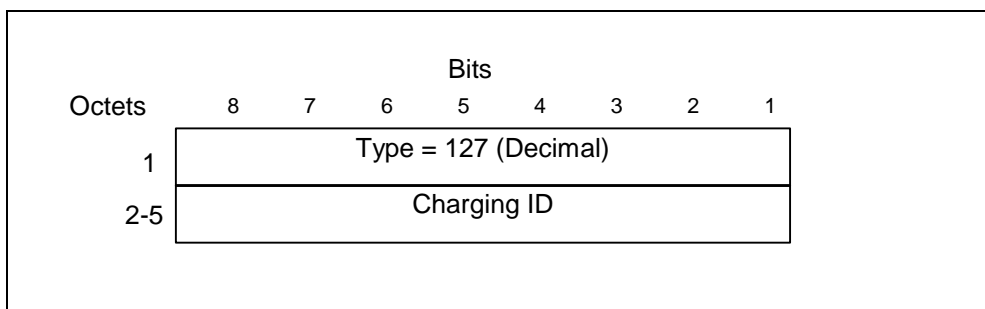 Bits
Octets 8 7 6 5 4 3 2 1
1 Type = 127 (Decimal)
2-5 Charging ID